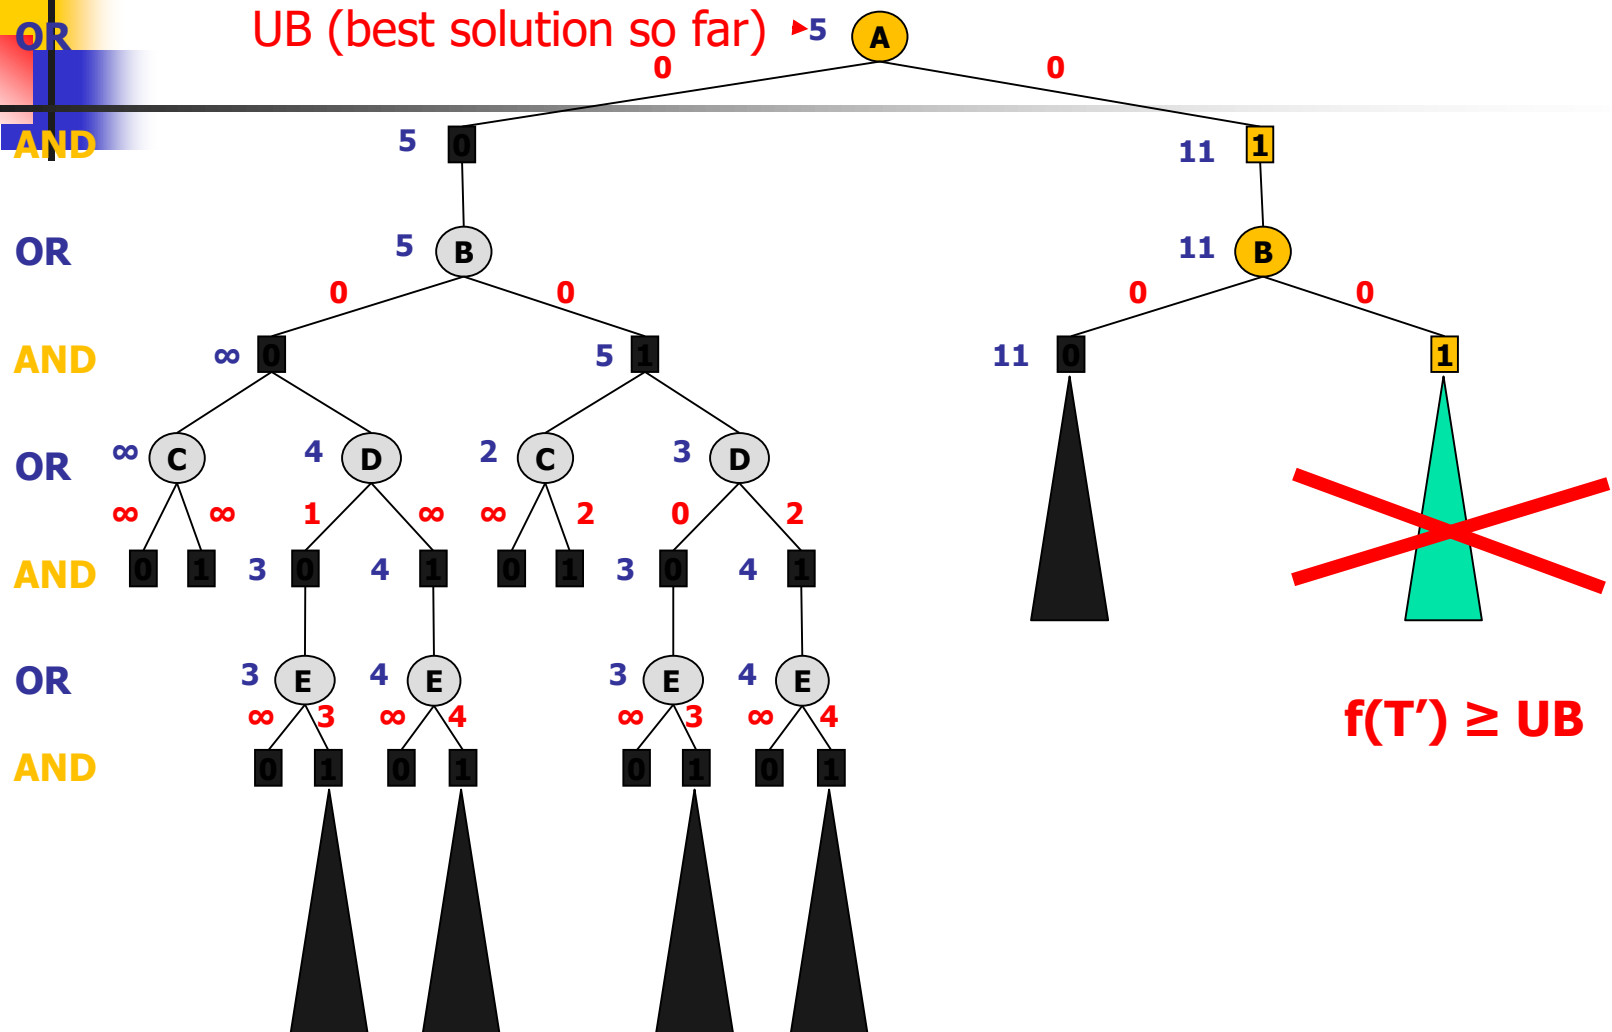 OR UB (best solution so far) 5 A
0 0
AND 5 0 11 1
OR 5 B 11 B
0 0 0 0
AND ∞ 0 5 1 11 0 1
OR ∞ C 4 D 2 C 3 D
∞ ∞ 1 ∞ ∞ 2 0 2
AND 0 1 3 0 4 1 0 1 3 0 4 1
OR 3 E 4 E 3 E 4 E
∞ 3 ∞ 4 ∞ 3 ∞ 4
f(T′) ≥ UB
AND 0 1 0 1 0 1 0 1